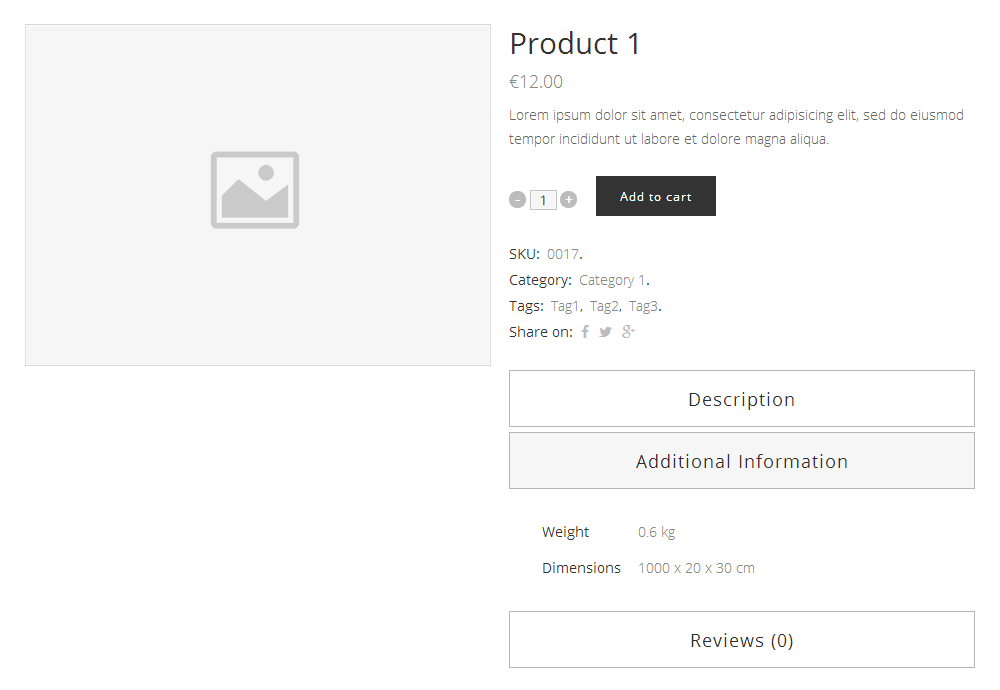 Product 1
€12.00
Lorem ipsum dolor sit amet, consectetur adipisicing elit, sed do eiusmod
tempor incididunt ut labore et dolore magna aliqua.
- 1 + Add to cart
SKU: 0017.
Category: Category 1.
Tags: Tag1, Tag2, Tag3.
Share on:
Description
Additional Information
Weight 0.6 kg
Dimensions 1000 x 20 x 30 cm
Reviews (0)